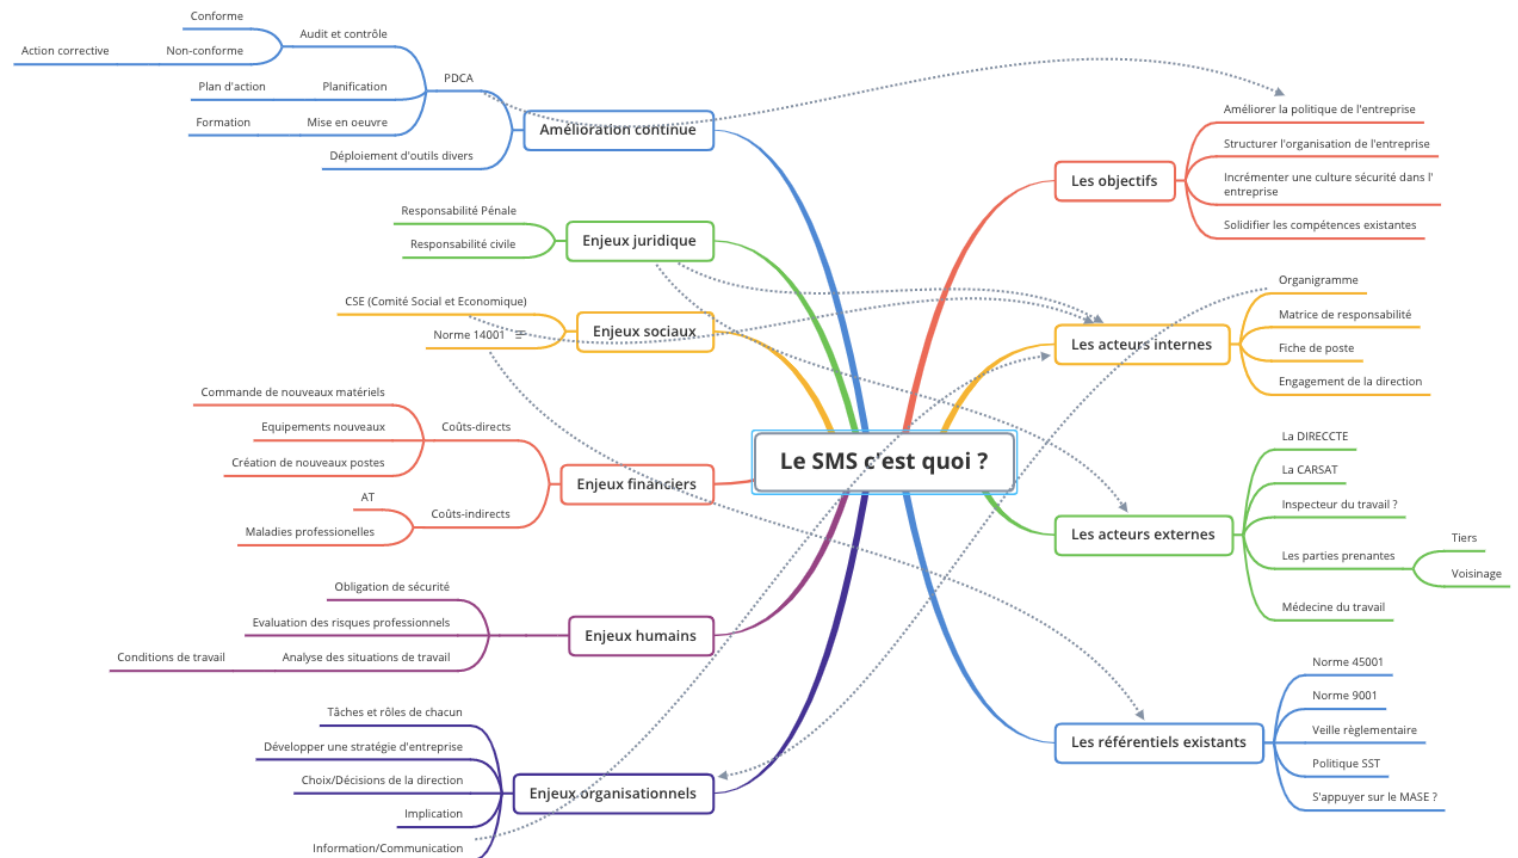 Le SMS c'est quoi ?
Amélioration continue
PDCA
Audit et contrôle
Conforme
Non-conforme
Action corrective
Planification
Plan d'action
Mise en oeuvre
Formation
Déploiement d'outils divers
Enjeux juridique
Responsabilité Pénale
Responsabilité civile
Enjeux sociaux
CSE (Comité Social et Economique)
Norme 14001
Enjeux financiers
Coûts-directs
Commande de nouveaux matériels
Equipements nouveaux
Création de nouveaux postes
Coûts-indirects
AT
Maladies professionelles
Enjeux humains
Obligation de sécurité
Evaluation des risques professionnels
Analyse des situations de travail
Conditions de travail
Enjeux organisationnels
Tâches et rôles de chacun
Développer une stratégie d'entreprise
Choix/Décisions de la direction
Implication
Information/Communication
Les objectifs
Améliorer la politique de l'entreprise
Structurer l'organisation de l'entreprise
Incrémenter une culture sécurité dans l'
entreprise
Solidifier les compétences existantes
Les acteurs internes
Organigramme
Matrice de responsabilité
Fiche de poste
Engagement de la direction
Les acteurs externes
La DIRECCTE
La CARSAT
Inspecteur du travail ?
Les parties prenantes
Tiers
Voisinage
Médecine du travail
Les référentiels existants
Norme 45001
Norme 9001
Veille règlementaire
Politique SST
S'appuyer sur le MASE ?